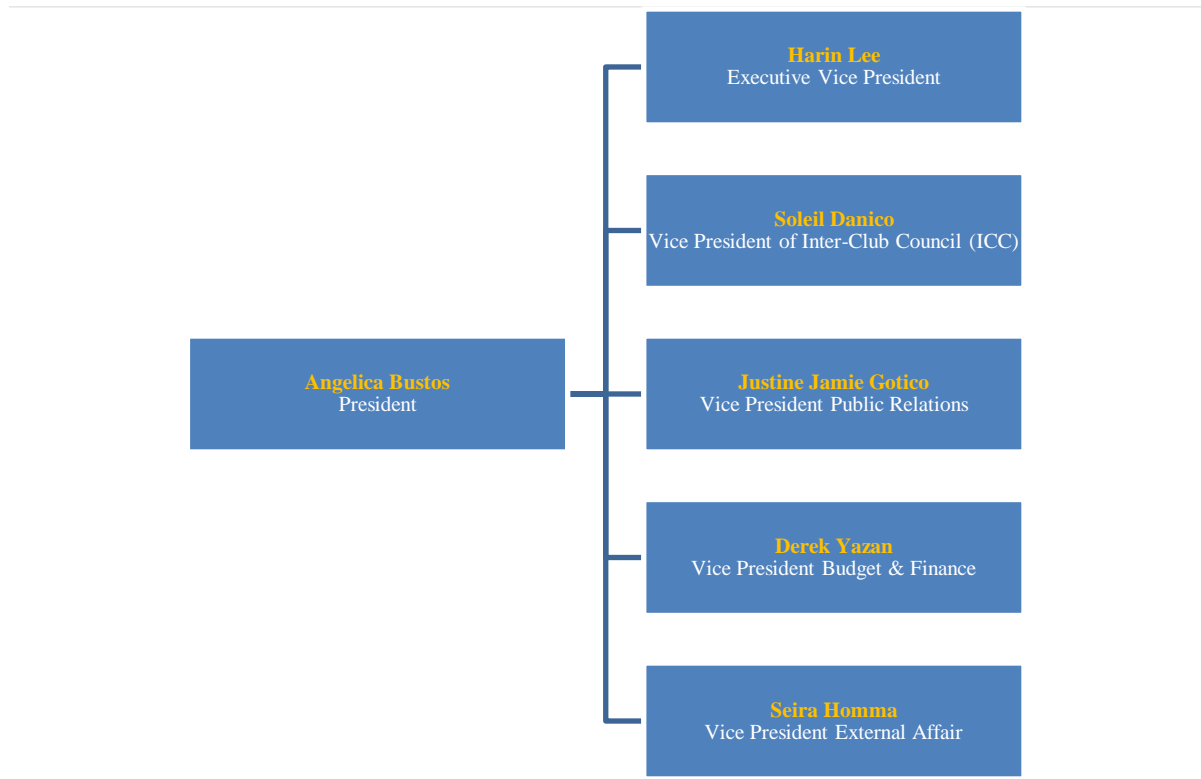 Harin Lee
Executive Vice President
Soleil Danico
Vice President of Inter-Club Council (ICC)
Angelica Bustos
President
Justine Jamie Gotico
Vice President Public Relations
Derek Yazan
Vice President Budget & Finance
Seira Homma
Vice President External Affair